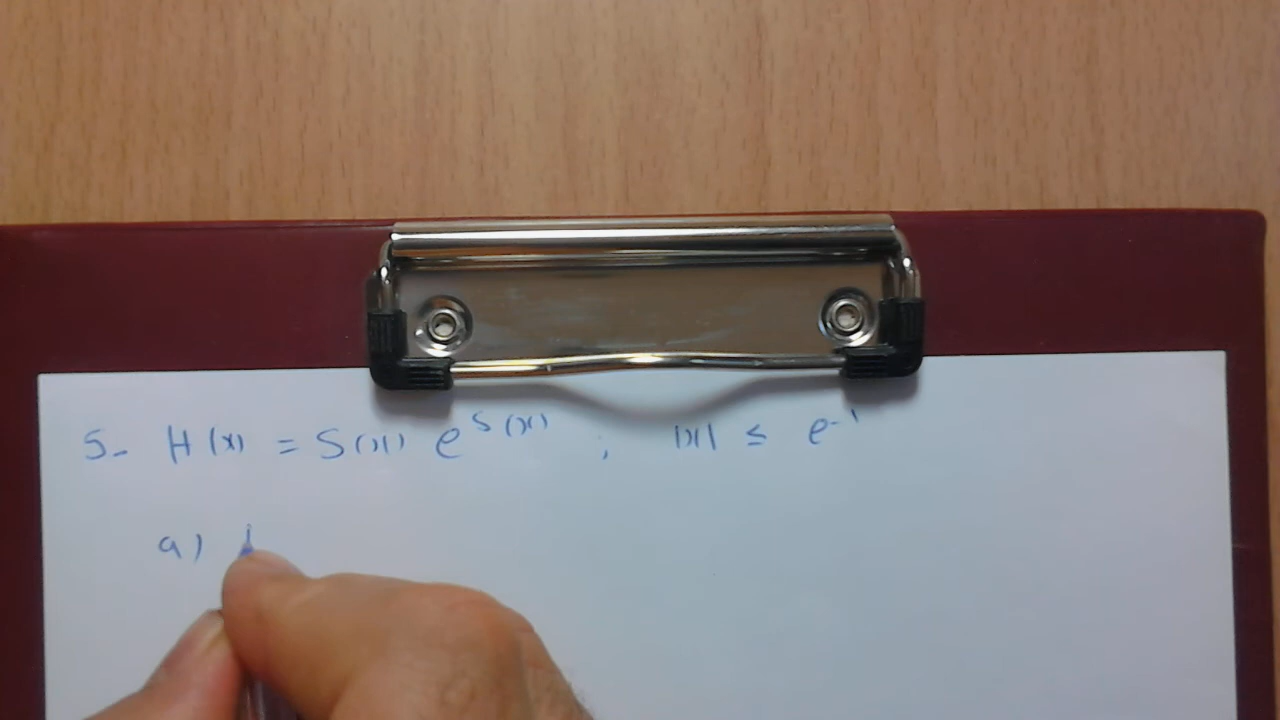 5- H(x) = S(x) e^S(x) ; |x| ≤ e^-1
a)